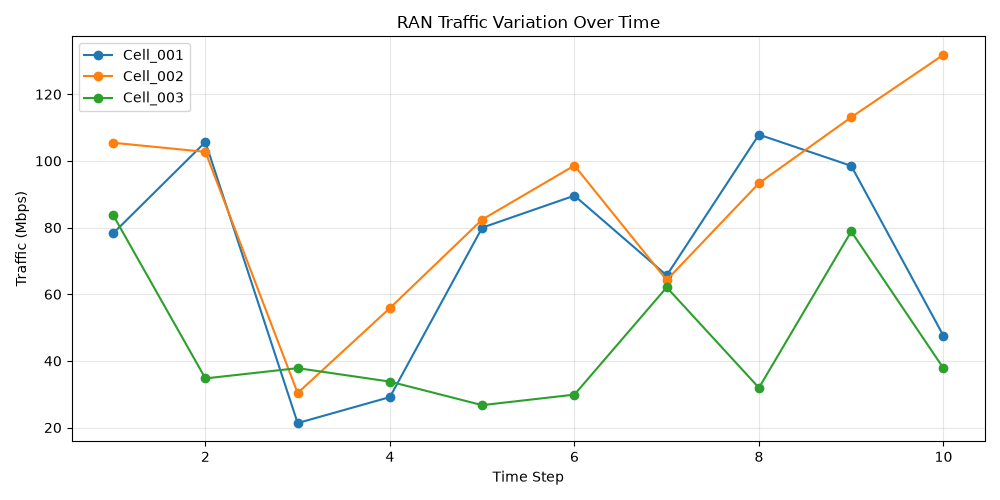 RAN Traffic Variation Over Time
Cell_001
Cell_002
Cell_003
Traffic (Mbps)
120
100
80
60
40
20
2 4 6 8 10
Time Step